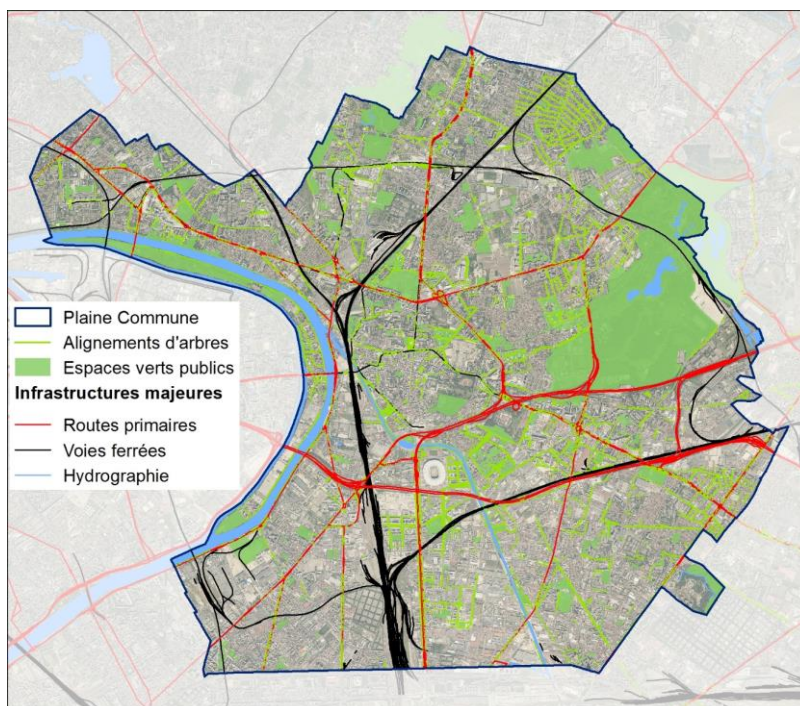 Plaine Commune
Alignements d'arbres
Espaces verts publics
Infrastructures majeures
Routes primaires
Voies ferrées
Hydrographie